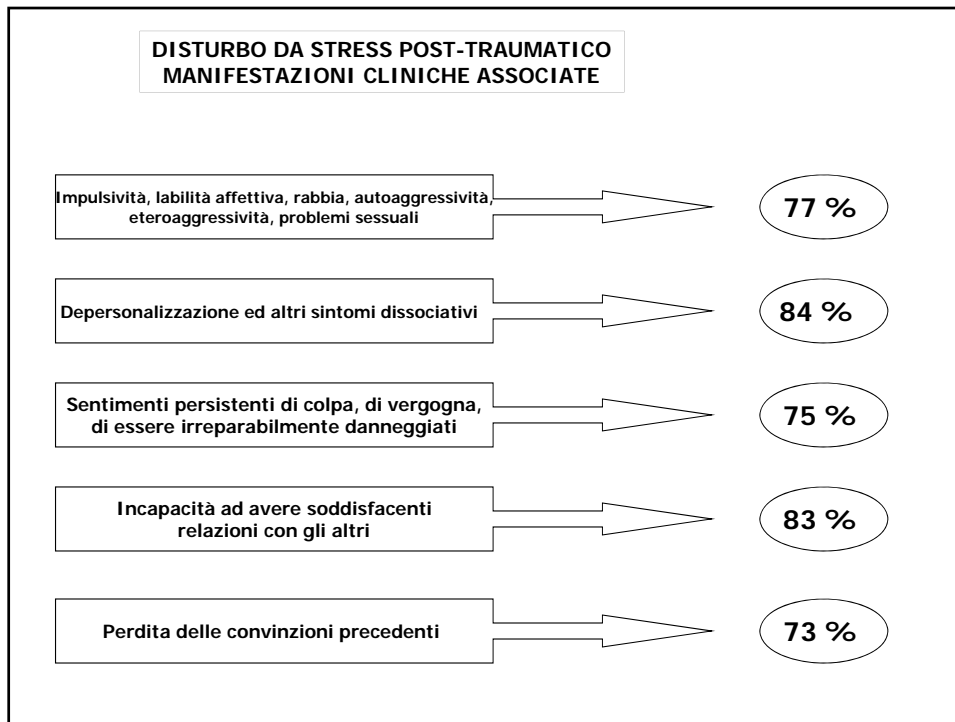 DISTURBO DA STRESS POST-TRAUMATICO
MANIFESTAZIONI CLINICHE ASSOCIATE
Impulsività, labilità affettiva, rabbia, autoaggressività,
eteroaggressività, problemi sessuali
77 %
Depersonalizzazione ed altri sintomi dissociativi
84 %
Sentimenti persistenti di colpa, di vergogna,
di essere irreparabilmente danneggiati
75 %
Incapacità ad avere soddisfacenti
relazioni con gli altri
83 %
Perdita delle convinzioni precedenti
73 %